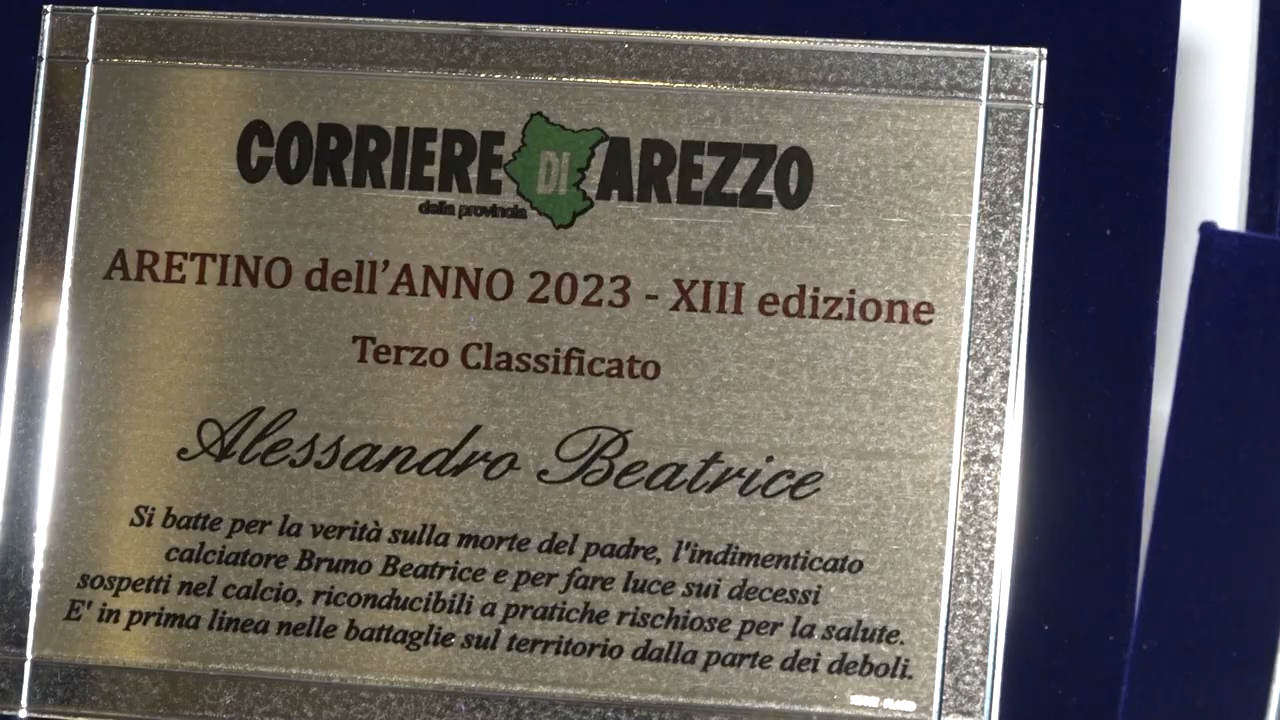 CORRIERE DI AREZZO
della provincia
ARETINO dell'ANNO 2023 - XIII edizione
Terzo Classificato
Alessandro Beatrice
Si batte per la verità sulla morte del padre, l'indimenticato
calciatore Bruno Beatrice e per fare luce sui decessi
sospetti nel calcio, riconducibili a pratiche rischiose per la salute.
E' in prima linea nelle battaglie sul territorio dalla parte dei deboli.